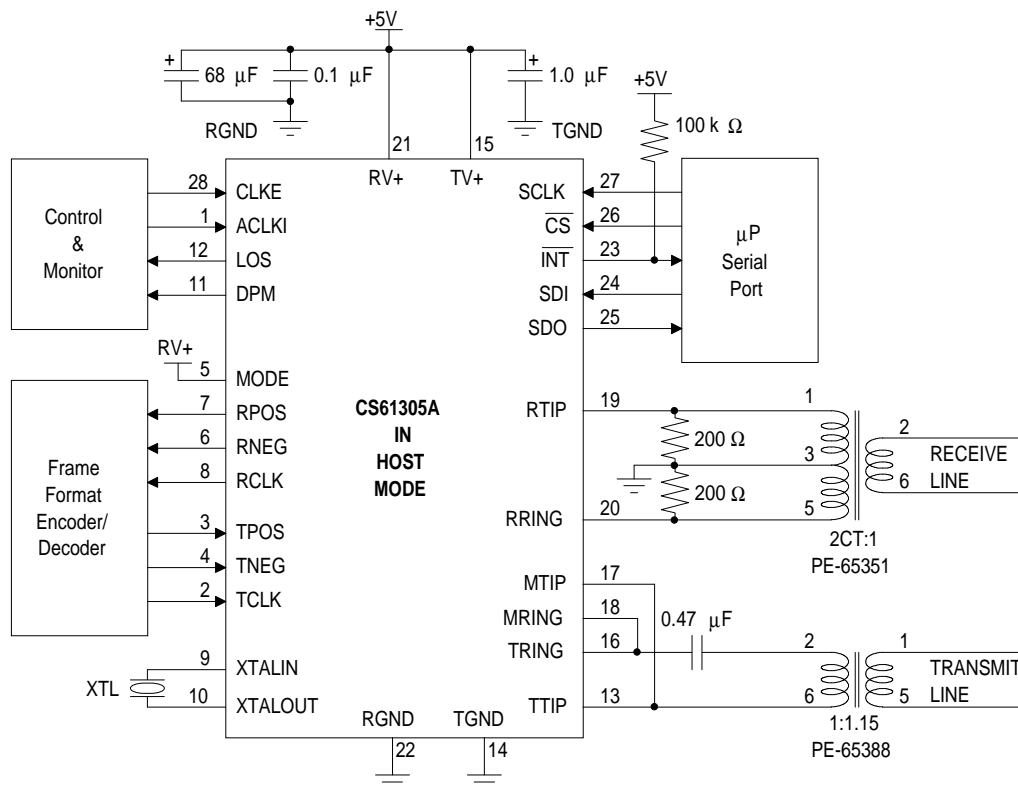 +5V
+
68 μF
0.1 μF
+
1.0 μF
RGND
TGND
+5V
100 k Ω
21
15
RV+
TV+
Control
&
Monitor
28
CLKE
1
ACLKI
12
LOS
11
DPM
SCLK
27
CS
26
INT
23
SDI
24
SDO
25
μP
Serial
Port
RV+
5
MODE
7
RPOS
6
RNEG
8
RCLK
3
TPOS
4
TNEG
2
TCLK
Frame
Format
Encoder/
Decoder
CS61305A
IN
HOST
MODE
RTIP
19
200 Ω
200 Ω
RRING
20
1
3
5
2
6
RECEIVE
LINE
2CT:1
PE-65351
MTIP
17
MRING
18
TRING
16
0.47 μF
TTIP
13
2
6
1
5
TRANSMIT
LINE
1:1.15
PE-65388
XTL
9
XTALIN
10
XTALOUT
RGND
TGND
22
14